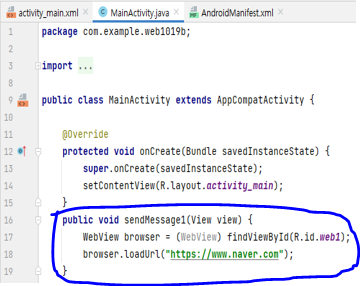 activity_main.xml × MainActivity.java × AndroidManifest.xml ×
1 package com.example.web1019b;
2
3 import ...
8
9 public class MainActivity extends AppCompatActivity {
10
11 @Override
12 protected void onCreate(Bundle savedInstanceState) {
13 super.onCreate(savedInstanceState);
14 setContentView(R.layout.activity_main);
15 }
16 public void sendMessage1(View view) {
17 WebView browser = (WebView) findViewById(R.id.web1);
18 browser.loadUrl("https://www.naver.com");
19 }